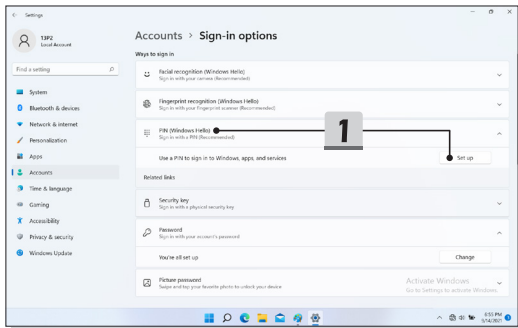 Settings
13P2
Local Account
Accounts > Sign-in options
Ways to sign in
Find a setting
System
Bluetooth & devices
Network & internet
Personalization
Apps
Accounts
Time & language
Gaming
Accessibility
Privacy & security
Windows Update
Facial recognition (Windows Hello)
Sign in with your camera (Recommended)
Fingerprint recognition (Windows Hello)
Sign in with your fingerprint scanner (Recommended)
PIN (Windows Hello)
Sign in with a PIN (Recommended)
1
Use a PIN to sign in to Windows, apps, and services
Set up
Related links
Security key
Sign in with a physical security key
Password
Sign in with your account's password
You're all set up
Change
Picture password
Swipe and tap your favorite photo to unlock your device
Activate Windows
Go to Settings to activate Windows.
6:55 PM
5/14/2021